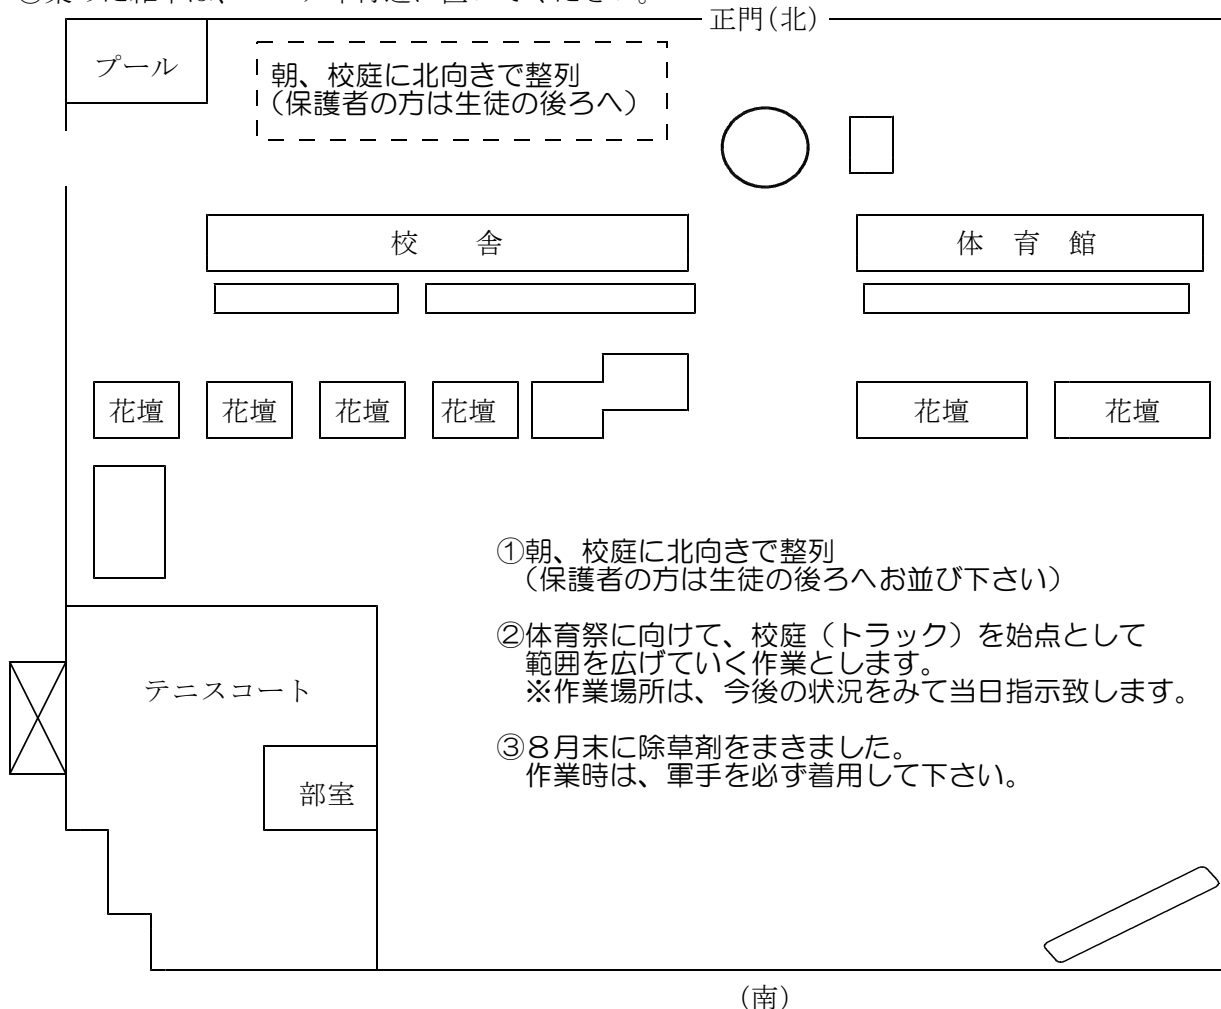 正門(北)
プール
朝、校庭に北向きで整列
(保護者の方は生徒の後ろへ)
校 舎
体 育 館
花壇 花壇 花壇 花壇 花壇 花壇
①朝、校庭に北向きで整列
（保護者の方は生徒の後ろへお並び下さい）
②体育祭に向けて、校庭（トラック）を始点として
範囲を広げていく作業とします。
※作業場所は、今後の状況をみて当日指示致します。
テニスコート
③８月末に除草剤をまきました。
作業時は、軍手を必ず着用して下さい。
部室
(南)